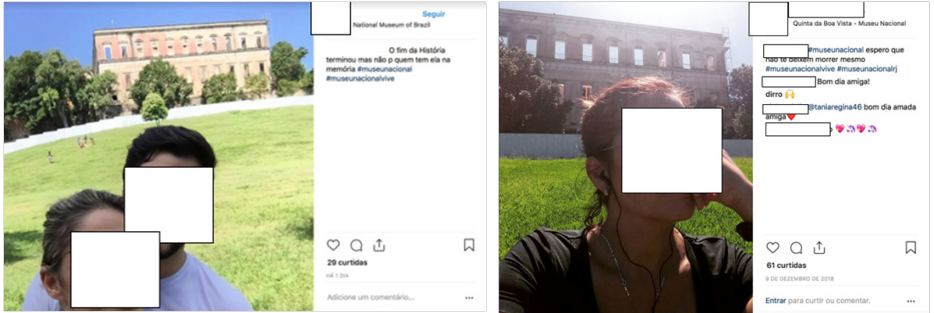 Seguir
National Museum of Brazil
O fim da História
terminou mas não p quem tem ela na
memória #museunacional
#museunacionalvive
29 curtidas
HÁ 1 DIA
Adicione um comentário...
Quinta da Boa Vista - Museu Nacional
#museunacional espero que
não te deixem morrer mesmo
#museunacionalvive #museunacionalrj
Bom dia amiga!
dirro 🙌
@taniaregina46 bom dia amada
amiga❤️
💖🦄💖🦄
61 curtidas
9 DE DEZEMBRO DE 2018
Entrar para curtir ou comentar.